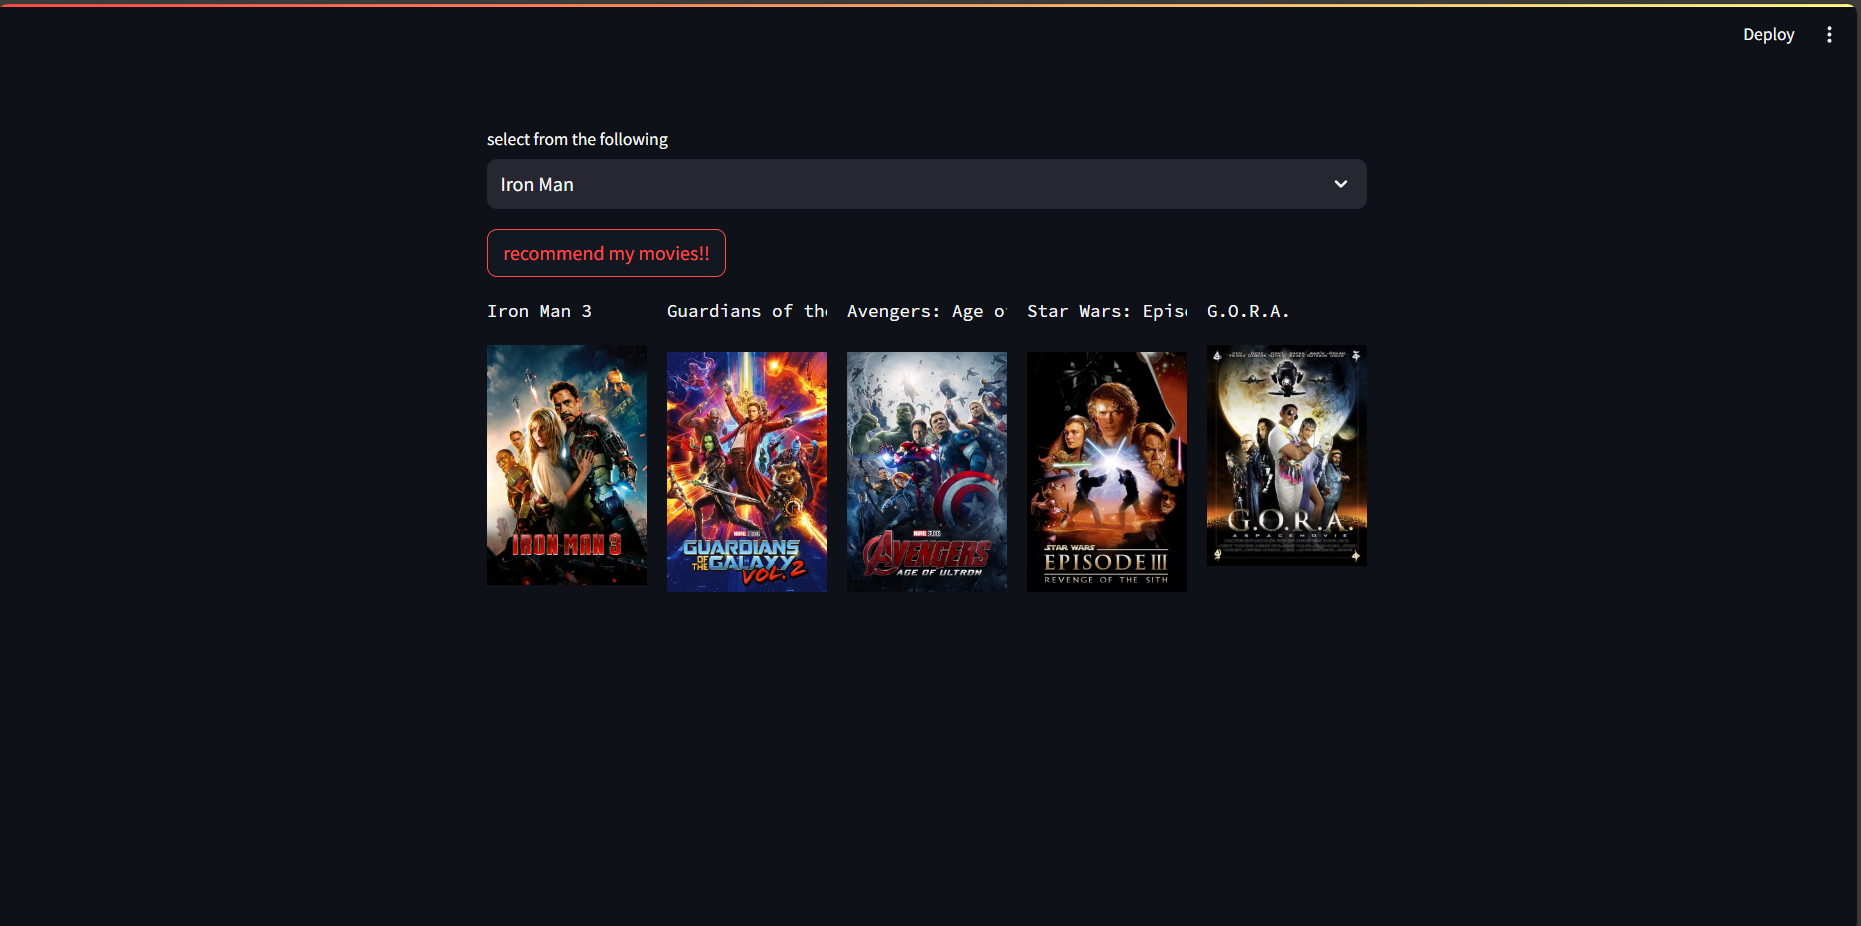 Deploy
select from the following
Iron Man
recommend my movies!!
Iron Man 3
Guardians of the
Avengers: Age o
Star Wars: Epis
G.O.R.A.
IRON MAN 3
MARVEL STUDIOS
GUARDIANS
OF THE GALAXY
VOL. 2
MARVEL STUDIOS
AVENGERS
AGE OF ULTRON
STAR WARS
EPISODE III
REVENGE OF THE SITH
G.O.R.A.
A SPACE MOVIE